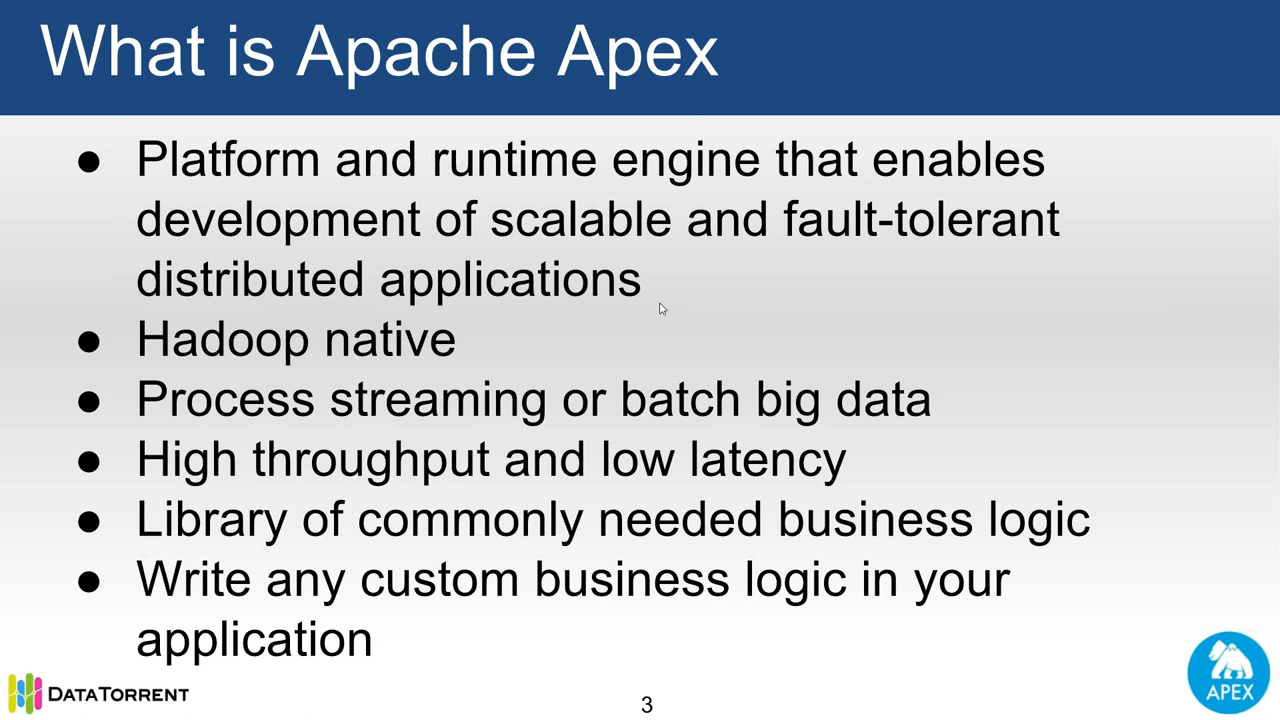 What is Apache Apex
● Platform and runtime engine that enables
development of scalable and fault-tolerant
distributed applications
● Hadoop native
● Process streaming or batch big data
● High throughput and low latency
● Library of commonly needed business logic
● Write any custom business logic in your
application
DATATORRENT
3
APEX